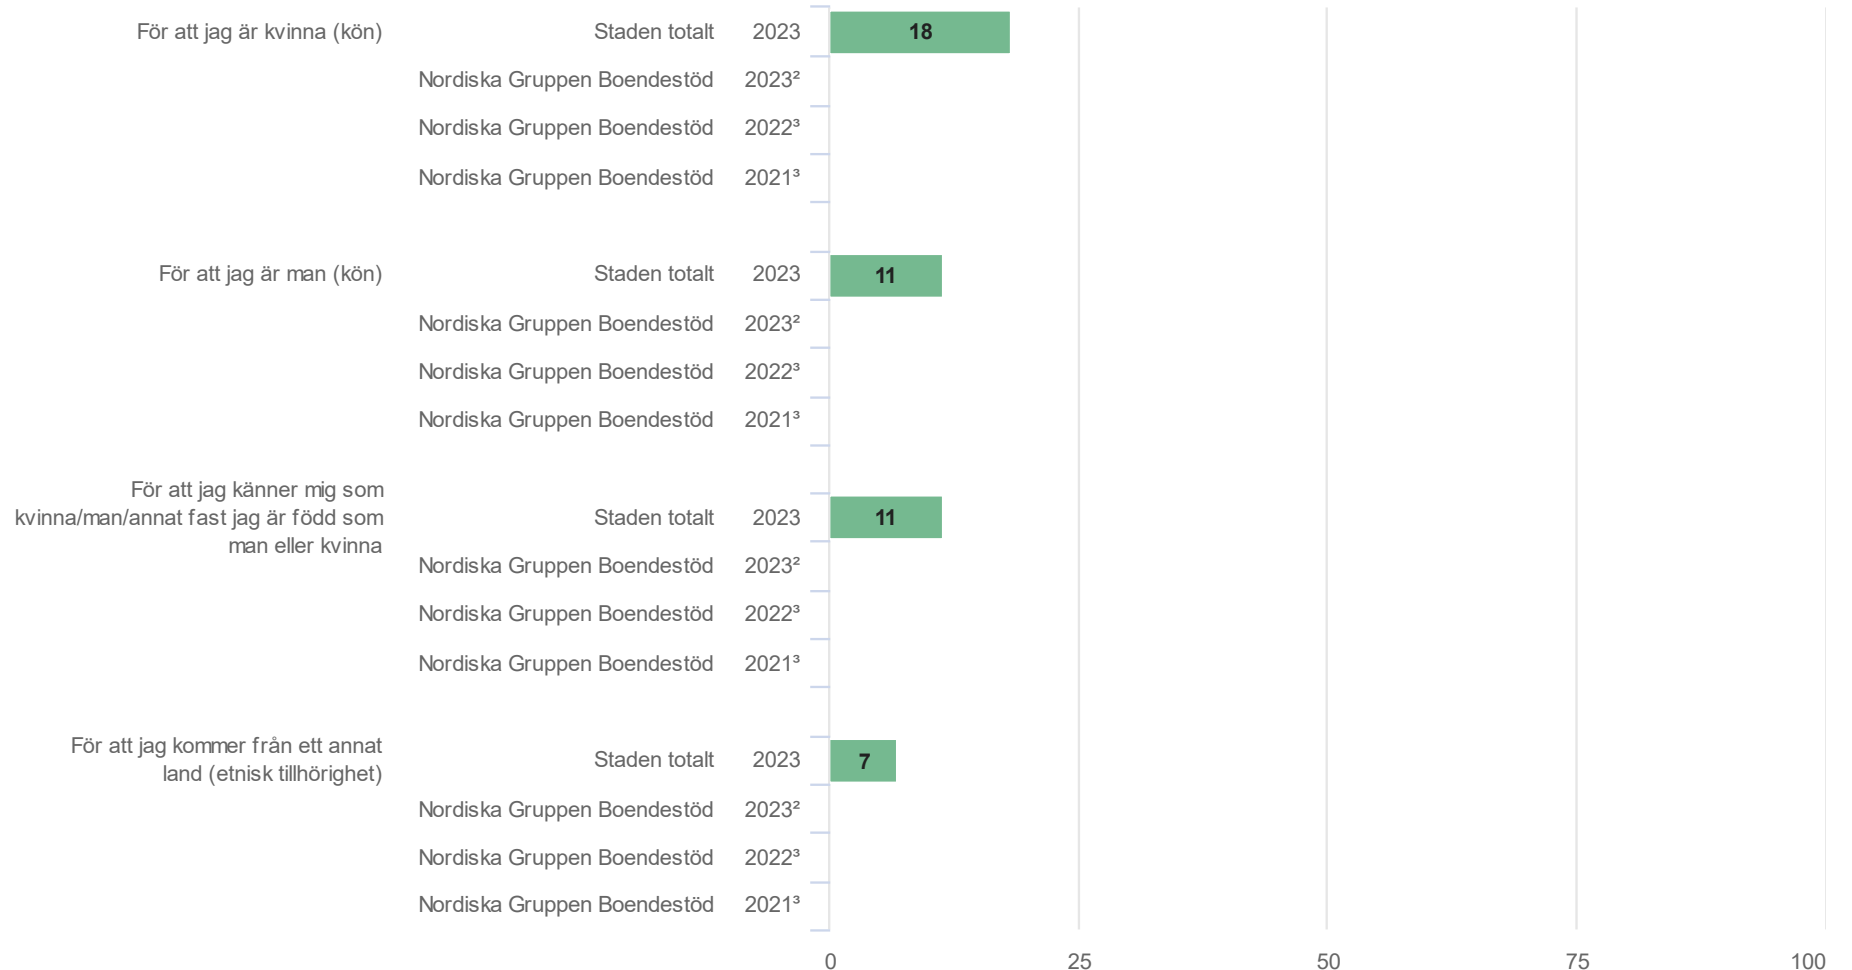 För att jag är kvinna (kön) Staden totalt 2023 18
Nordiska Gruppen Boendestöd 2023²
Nordiska Gruppen Boendestöd 2022³
Nordiska Gruppen Boendestöd 2021³
För att jag är man (kön) Staden totalt 2023 11
Nordiska Gruppen Boendestöd 2023²
Nordiska Gruppen Boendestöd 2022³
Nordiska Gruppen Boendestöd 2021³
För att jag känner mig som
kvinna/man/annat fast jag är född som Staden totalt 2023 11
man eller kvinna
Nordiska Gruppen Boendestöd 2023²
Nordiska Gruppen Boendestöd 2022³
Nordiska Gruppen Boendestöd 2021³
För att jag kommer från ett annat
land (etnisk tillhörighet) Staden totalt 2023 7
Nordiska Gruppen Boendestöd 2023²
Nordiska Gruppen Boendestöd 2022³
Nordiska Gruppen Boendestöd 2021³
0 25 50 75 100